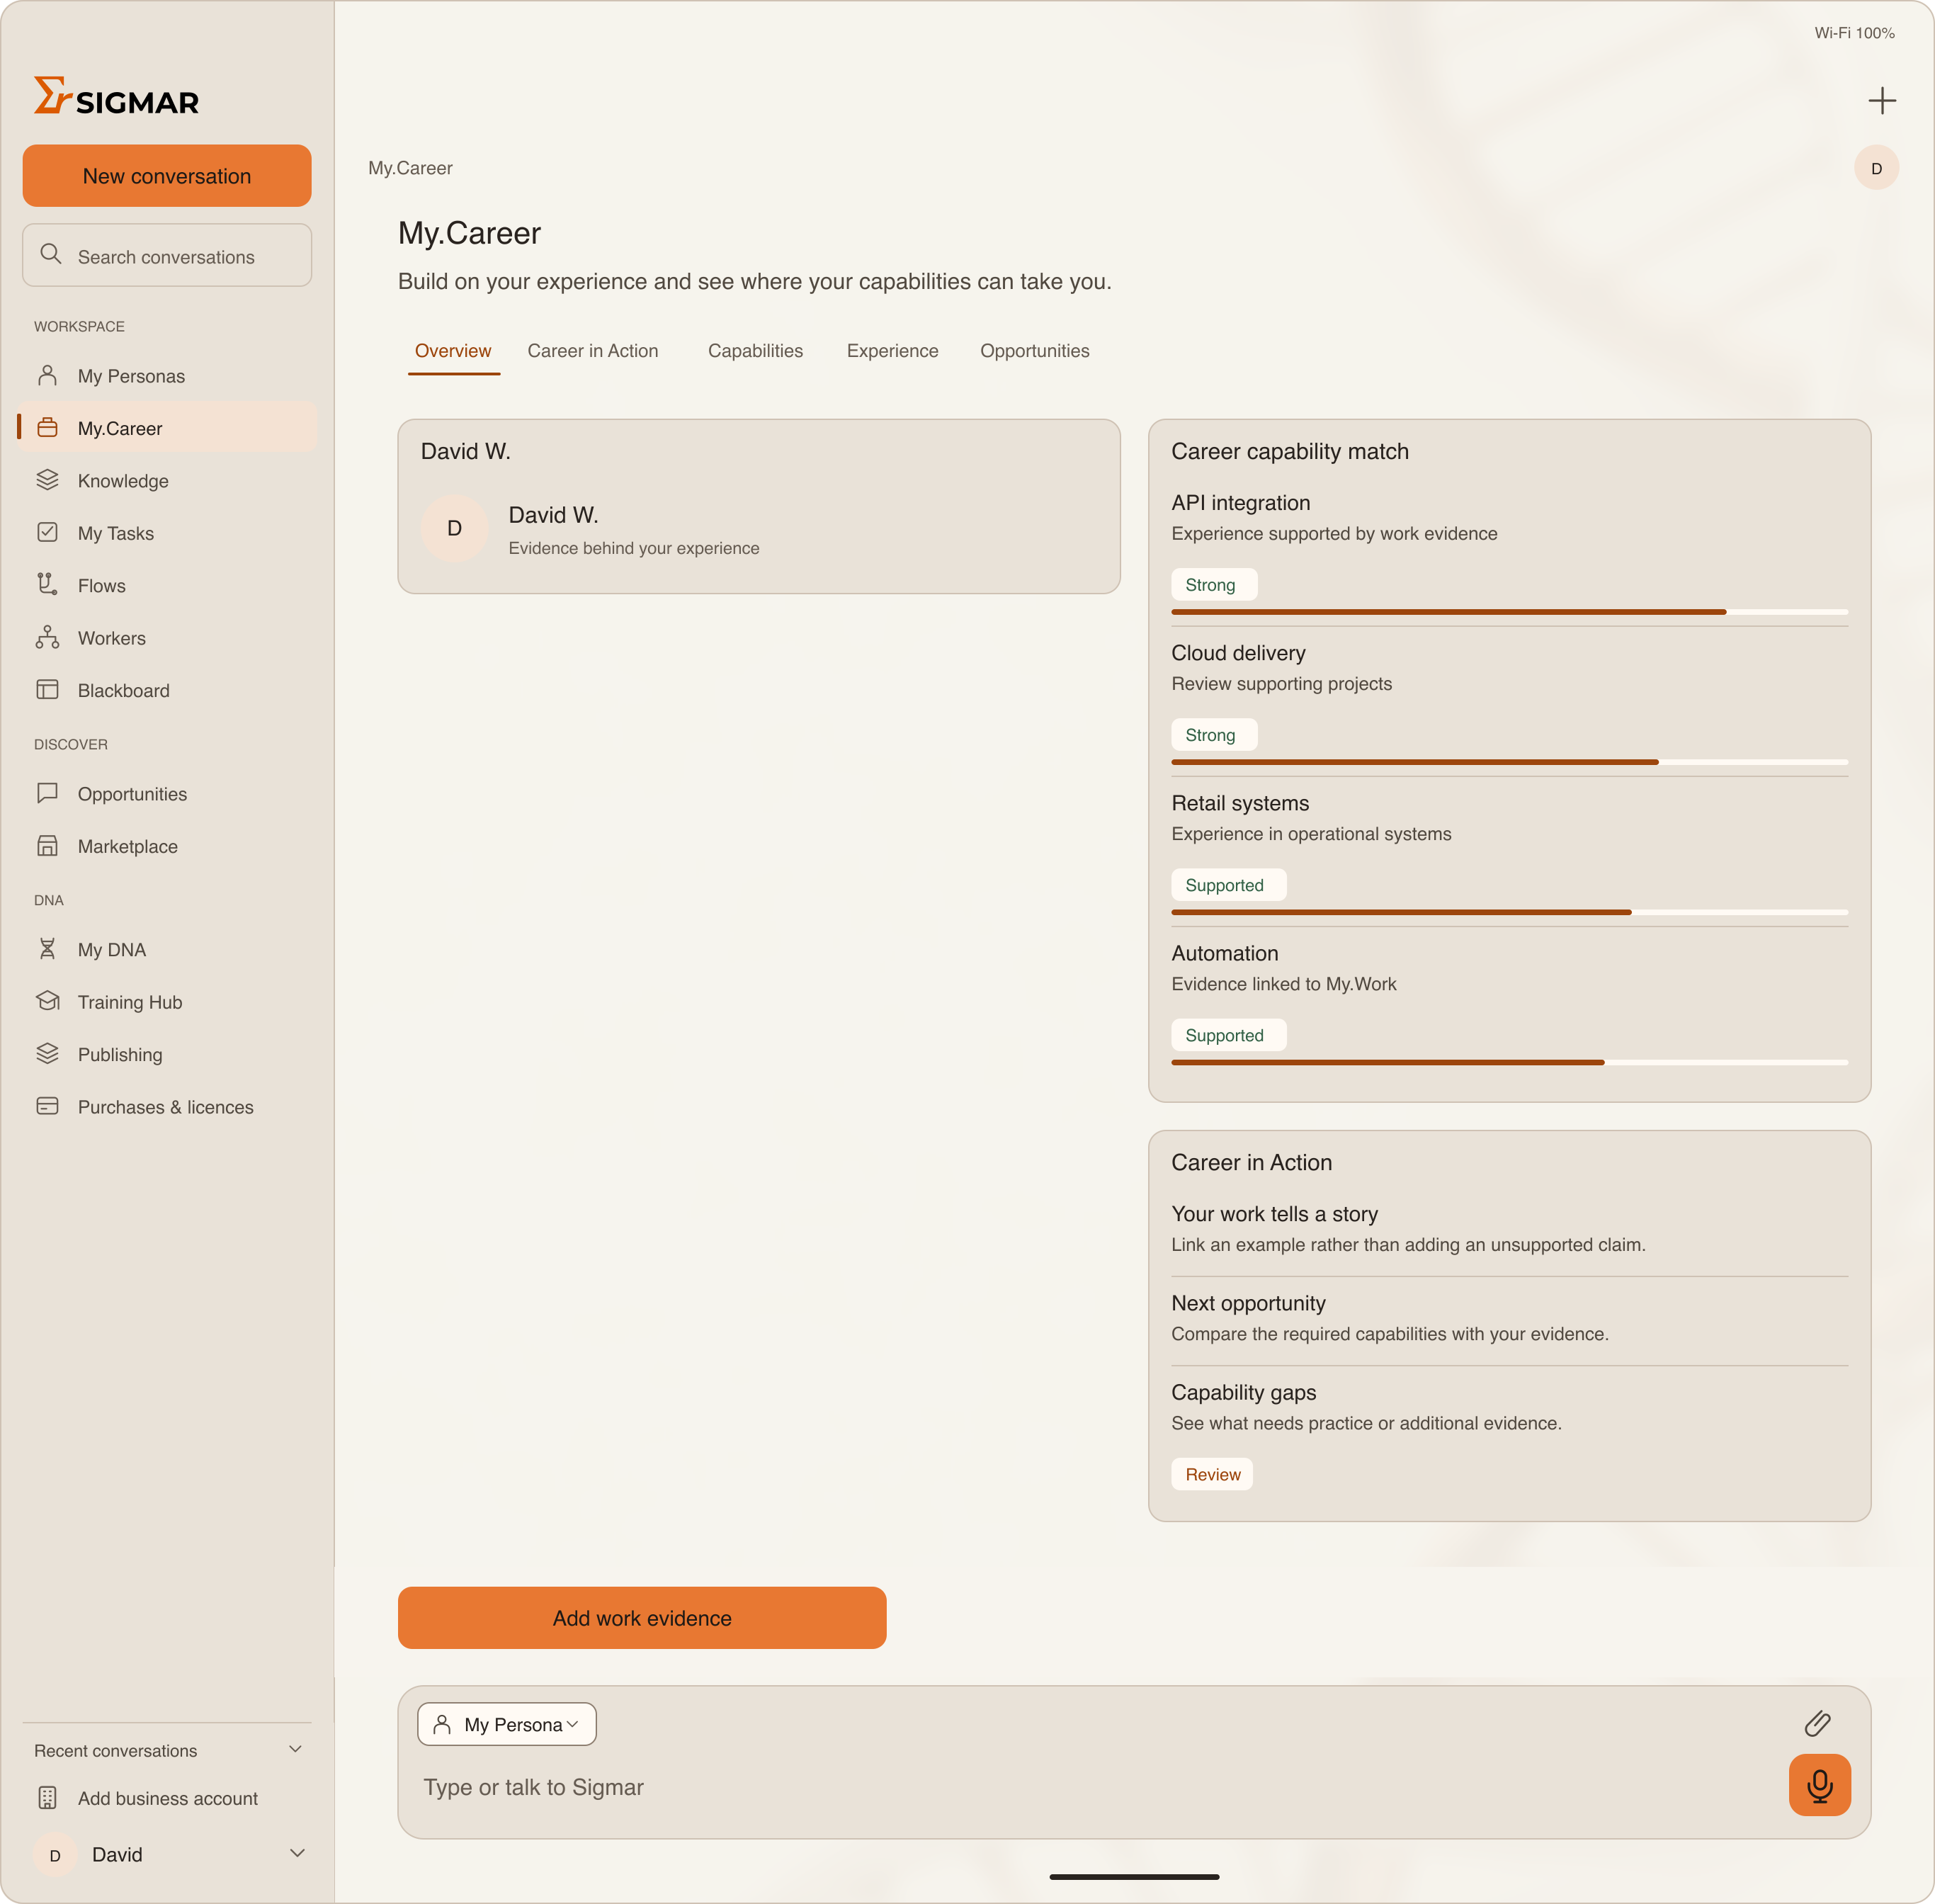 Wi-Fi 100%
Σr SIGMAR
New conversation
Search conversations
WORKSPACE
My Personas
My.Career
Knowledge
My Tasks
Flows
Workers
Blackboard
DISCOVER
Opportunities
Marketplace
DNA
My DNA
Training Hub
Publishing
Purchases & licences
Recent conversations
Add business account
D
David
My.Career
D
My.Career
Build on your experience and see where your capabilities can take you.
Overview
Career in Action
Capabilities
Experience
Opportunities
David W.
D
David W.
Evidence behind your experience
Career capability match
API integration
Experience supported by work evidence
Strong
Cloud delivery
Review supporting projects
Strong
Retail systems
Experience in operational systems
Supported
Automation
Evidence linked to My.Work
Supported
Career in Action
Your work tells a story
Link an example rather than adding an unsupported claim.
Next opportunity
Compare the required capabilities with your evidence.
Capability gaps
See what needs practice or additional evidence.
Review
Add work evidence
My Persona
Type or talk to Sigmar